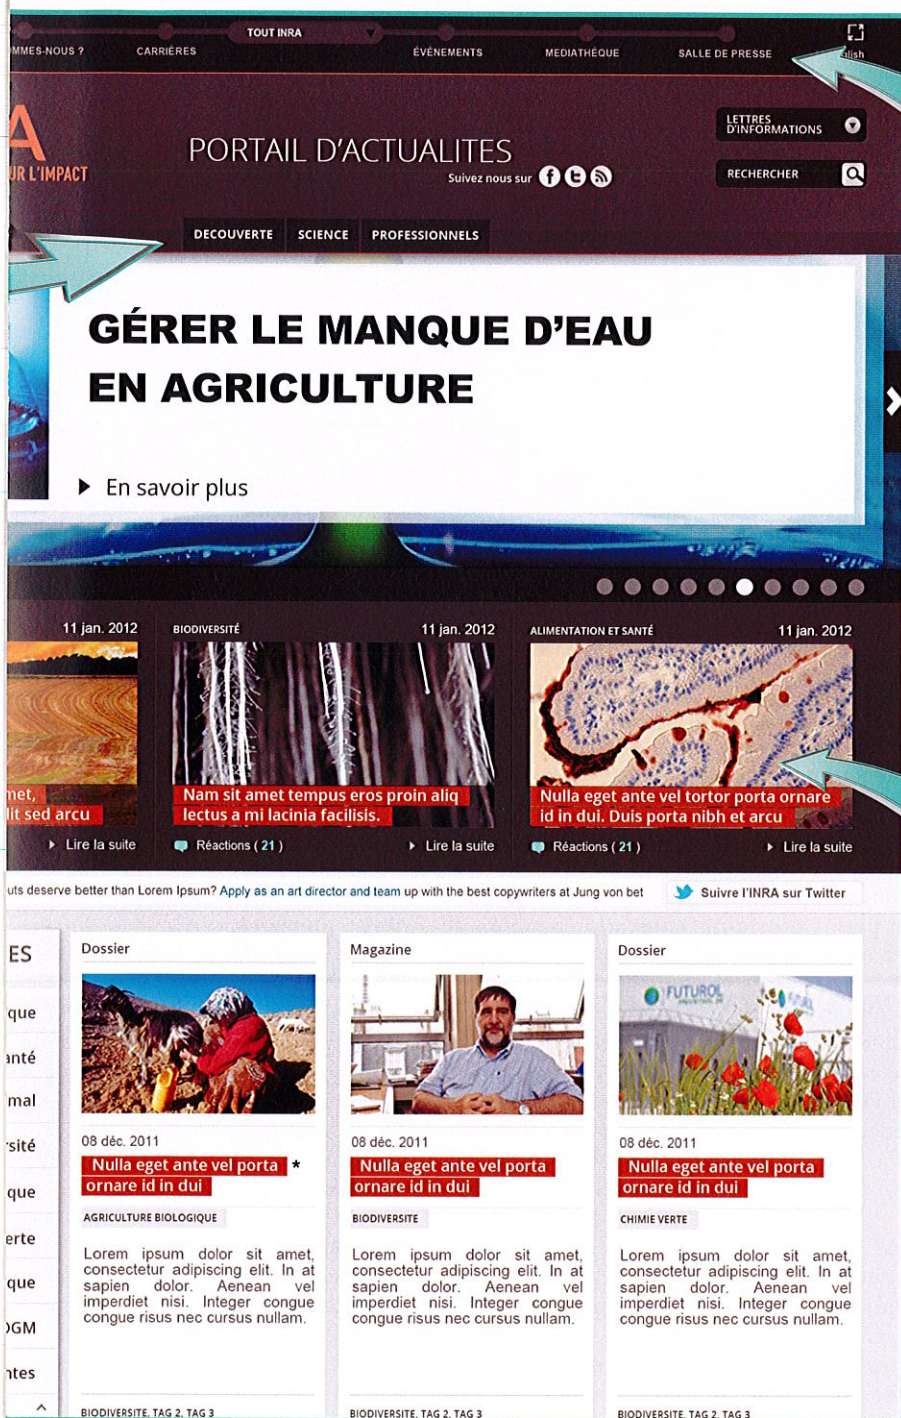 MMES-NOUS ?
CARRIÈRES
TOUT INRA
ÉVÉNEMENTS
MEDIATHÉQUE
SALLE DE PRESSE
lish
A
UR L'IMPACT
PORTAIL D'ACTUALITES
Suivez nous sur
LETTRES
D'INFORMATIONS
RECHERCHER
DECOUVERTE
SCIENCE
PROFESSIONNELS
GÉRER LE MANQUE D'EAU
EN AGRICULTURE
En savoir plus
11 jan. 2012
met,
lit sed arcu
Lire la suite
BIODIVERSITÉ
11 jan. 2012
Nam sit amet tempus eros proin aliq
lectus a mi lacinia facilisis.
Réactions ( 21 )
Lire la suite
ALIMENTATION ET SANTÉ
11 jan. 2012
Nulla eget ante vel tortor porta ornare
id in dui. Duis porta nibh et arcu
Réactions ( 21 )
Lire la suite
uts deserve better than Lorem Ipsum? Apply as an art director and team up with the best copywriters at Jung von bet
Suivre l'INRA sur Twitter
ES
que
anté
mal
rsité
que
erte
que
OGM
ntes
Dossier
08 déc. 2011
Nulla eget ante vel porta *
ornare id in dui
AGRICULTURE BIOLOGIQUE
Lorem ipsum dolor sit amet,
consectetur adipiscing elit. In at
sapien dolor. Aenean vel
imperdiet nisi. Integer congue
congue risus nec cursus nullam.
BIODIVERSITE, TAG 2, TAG 3
Magazine
08 déc. 2011
Nulla eget ante vel porta
ornare id in dui
BIODIVERSITE
Lorem ipsum dolor sit amet,
consectetur adipiscing elit. In at
sapien dolor. Aenean vel
imperdiet nisi. Integer congue
congue risus nec cursus nullam.
BIODIVERSITE, TAG 2, TAG 3
Dossier
FUTUROL
08 déc. 2011
Nulla eget ante vel porta
ornare id in dui
CHIMIE VERTE
Lorem ipsum dolor sit amet,
consectetur adipiscing elit. In at
sapien dolor. Aenean vel
imperdiet nisi. Integer congue
congue risus nec cursus nullam.
BIODIVERSITE, TAG 2, TAG 3